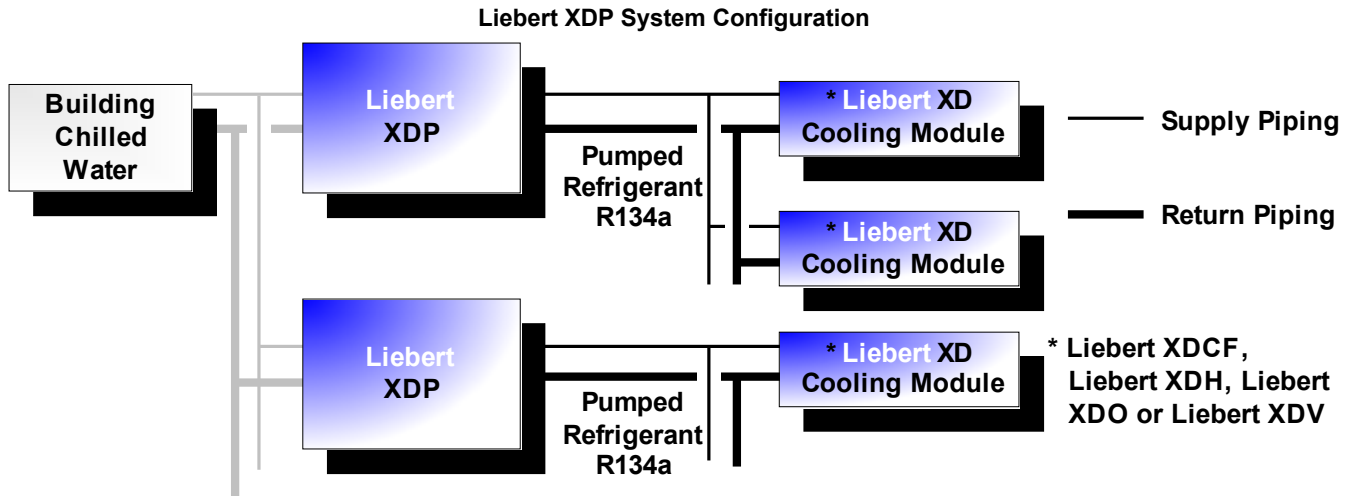 Liebert XDP System Configuration
Building
Chilled
Water
Liebert
XDP
Pumped
Refrigerant
R134a
* Liebert XD
Cooling Module
* Liebert XD
Cooling Module
Supply Piping
Return Piping
Liebert
XDP
Pumped
Refrigerant
R134a
* Liebert XD
Cooling Module
* Liebert XDCF,
Liebert XDH, Liebert
XDO or Liebert XDV